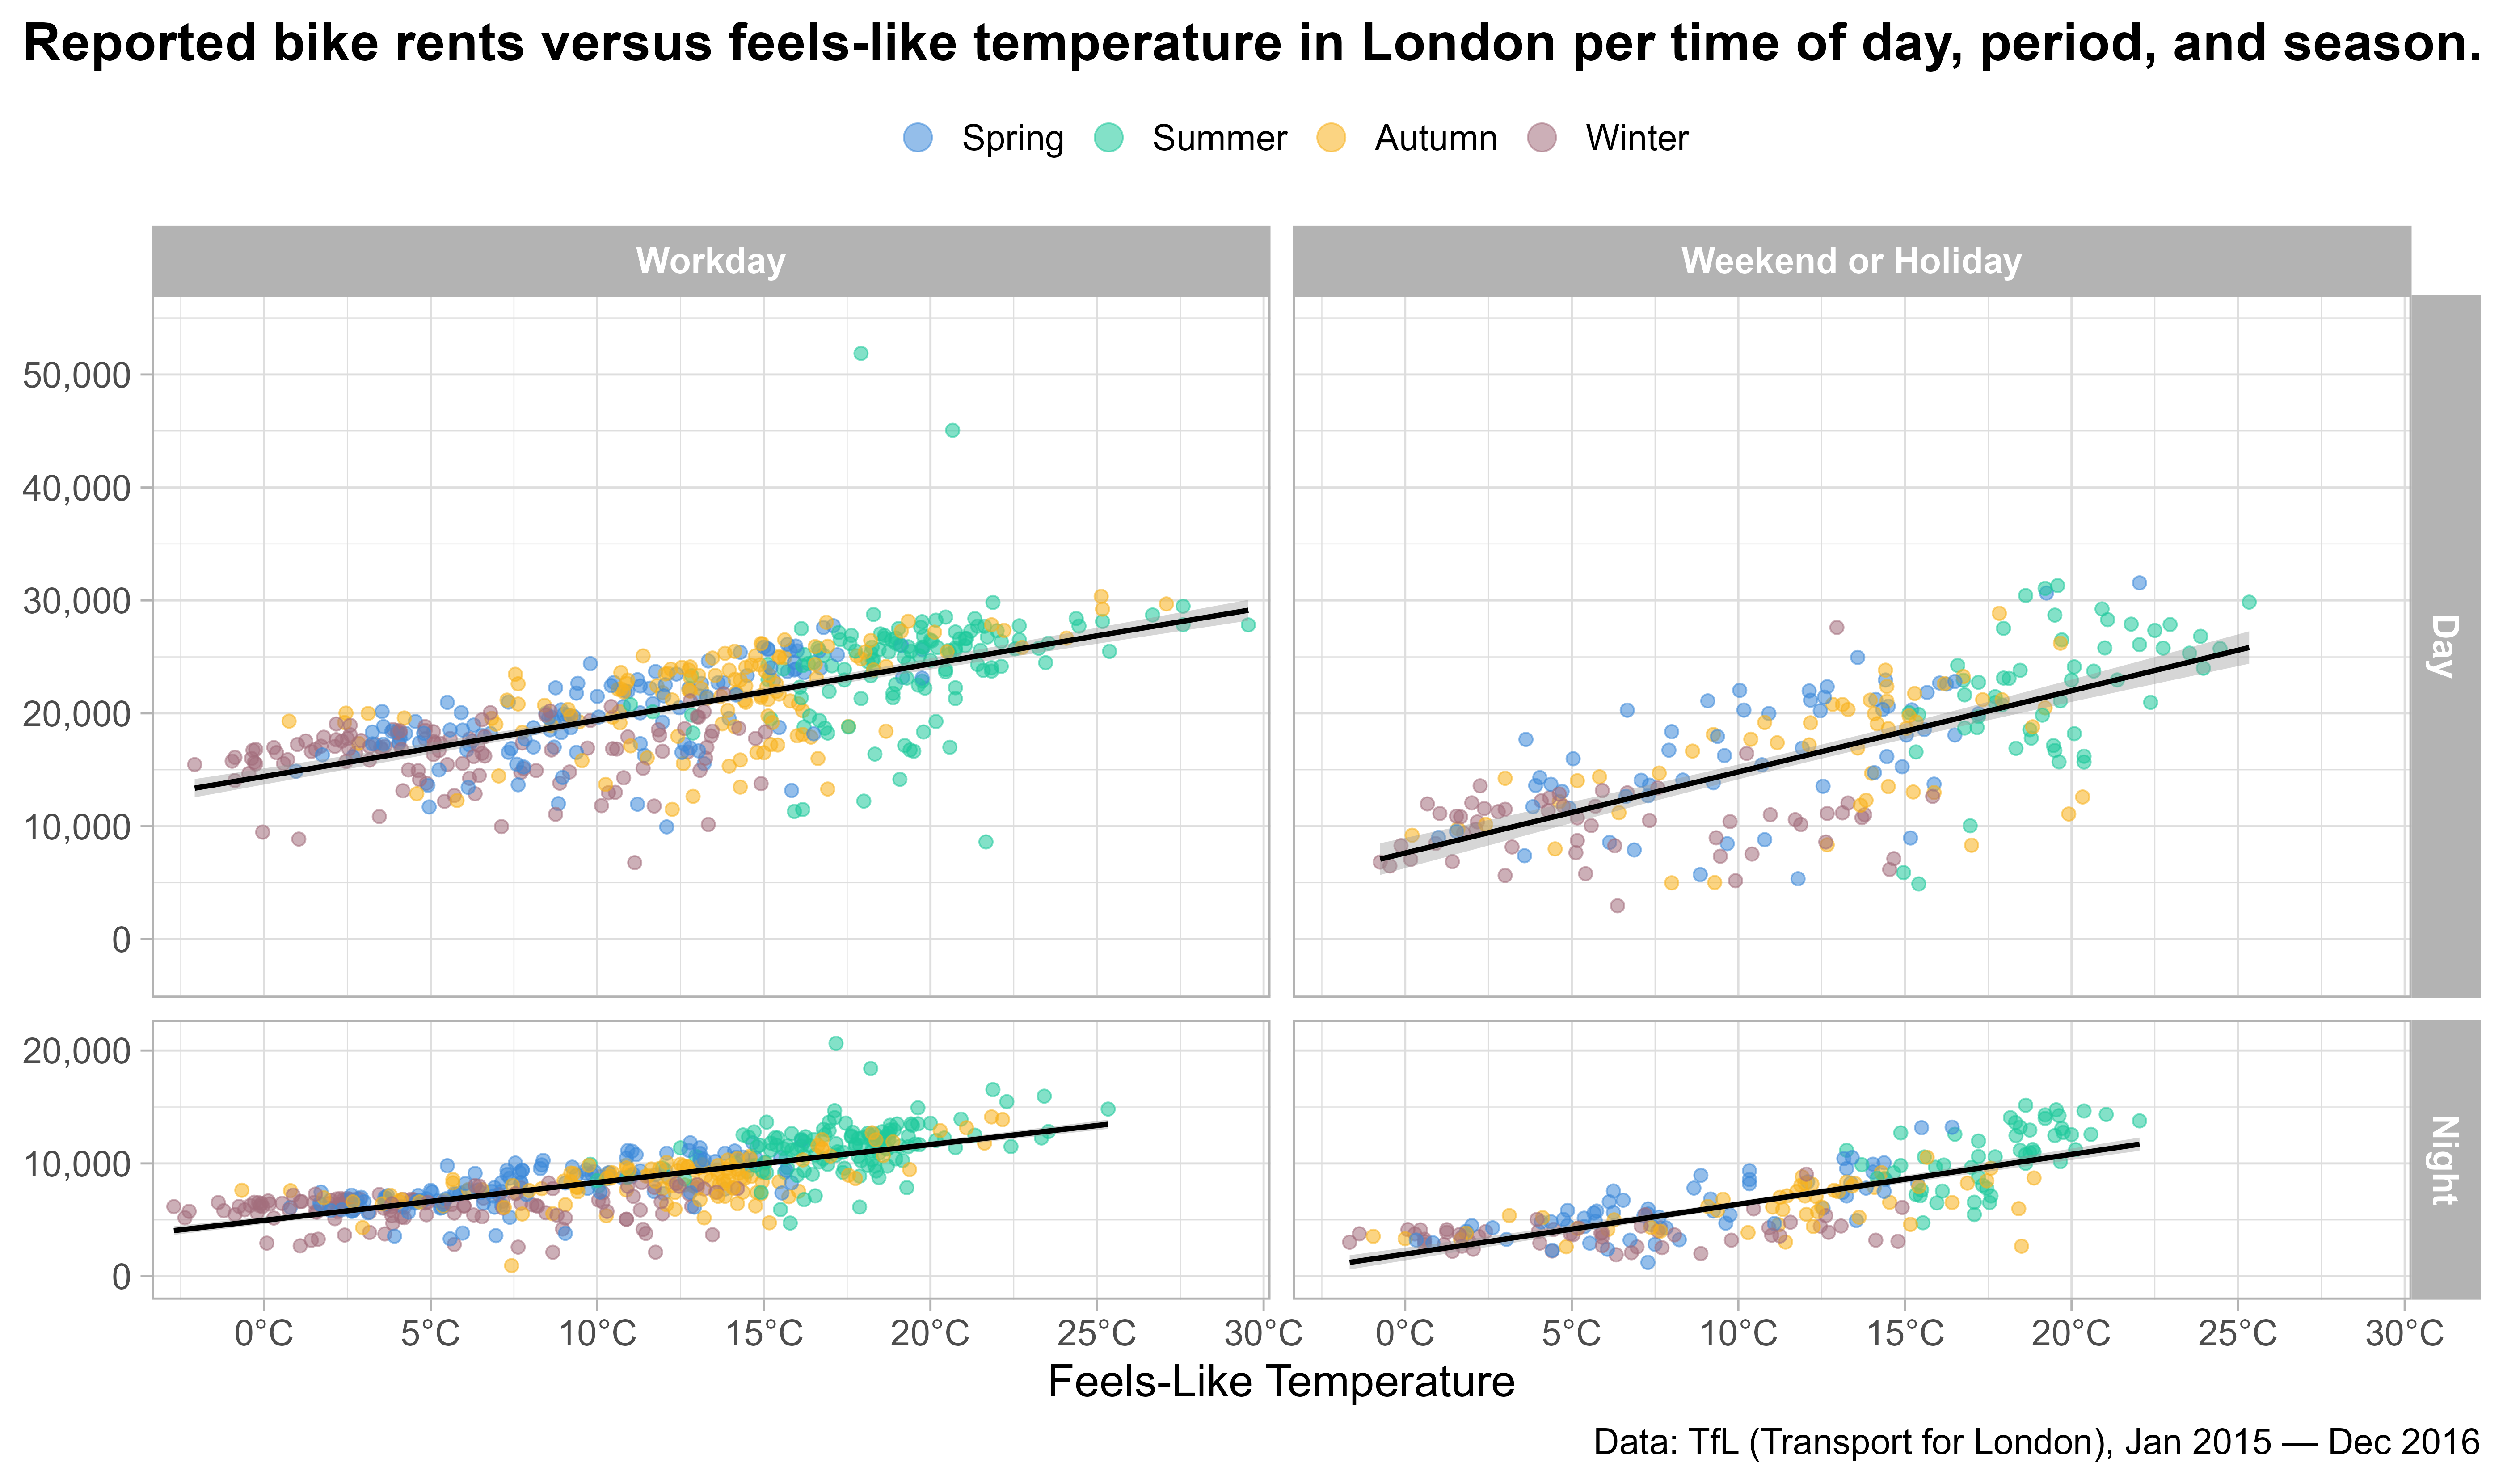 Reported bike rents versus feels-like temperature in London per time of day, period, and season.
Spring Summer Autumn Winter
Workday Weekend or Holiday
50,000
40,000
30,000
20,000
10,000
0
Day
20,000
10,000
0
Night
0°C 5°C 10°C 15°C 20°C 25°C 30°C 0°C 5°C 10°C 15°C 20°C 25°C 30°C
Feels-Like Temperature
Data: TfL (Transport for London), Jan 2015 — Dec 2016